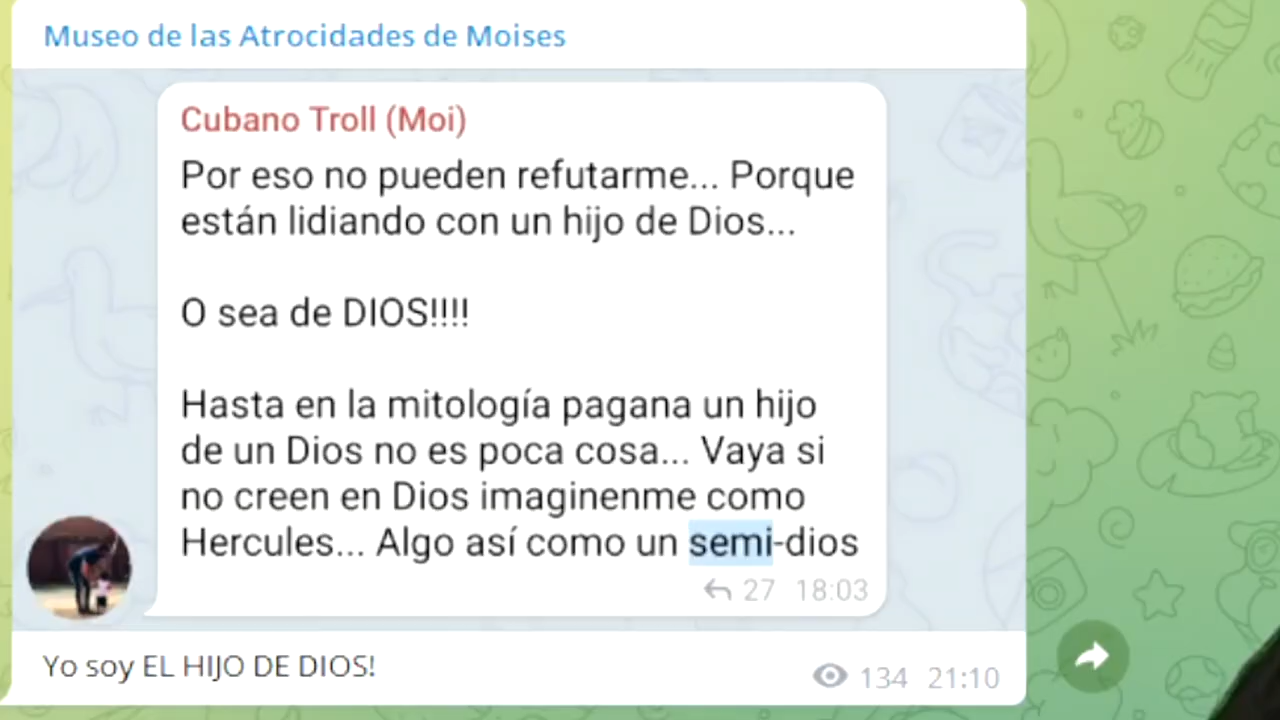 Museo de las Atrocidades de Moises
Cubano Troll (Moi)
Por eso no pueden refutarme... Porque
están lidiando con un hijo de Dios...
O sea de DIOS!!!!
Hasta en la mitología pagana un hijo
de un Dios no es poca cosa... Vaya si
no creen en Dios imaginenme como
Hercules... Algo así como un semi-dios
27 18:03
Yo soy EL HIJO DE DIOS!
134 21:10